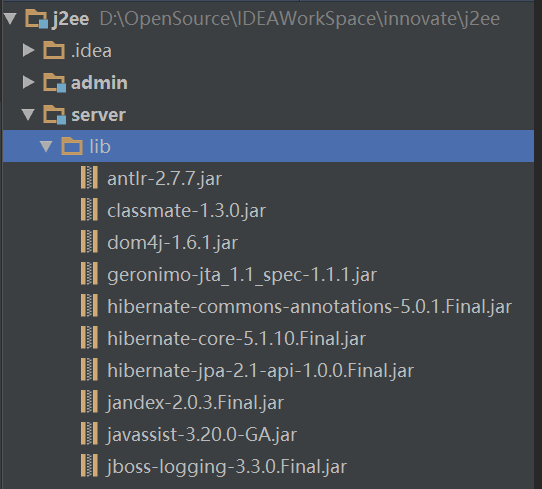 j2ee D:\OpenSource\IDEAWorkSpace\innovate\j2ee
.idea
admin
server
lib
antlr-2.7.7.jar
classmate-1.3.0.jar
dom4j-1.6.1.jar
geronimo-jta_1.1_spec-1.1.1.jar
hibernate-commons-annotations-5.0.1.Final.jar
hibernate-core-5.1.10.Final.jar
hibernate-jpa-2.1-api-1.0.0.Final.jar
jandex-2.0.3.Final.jar
javassist-3.20.0-GA.jar
jboss-logging-3.3.0.Final.jar